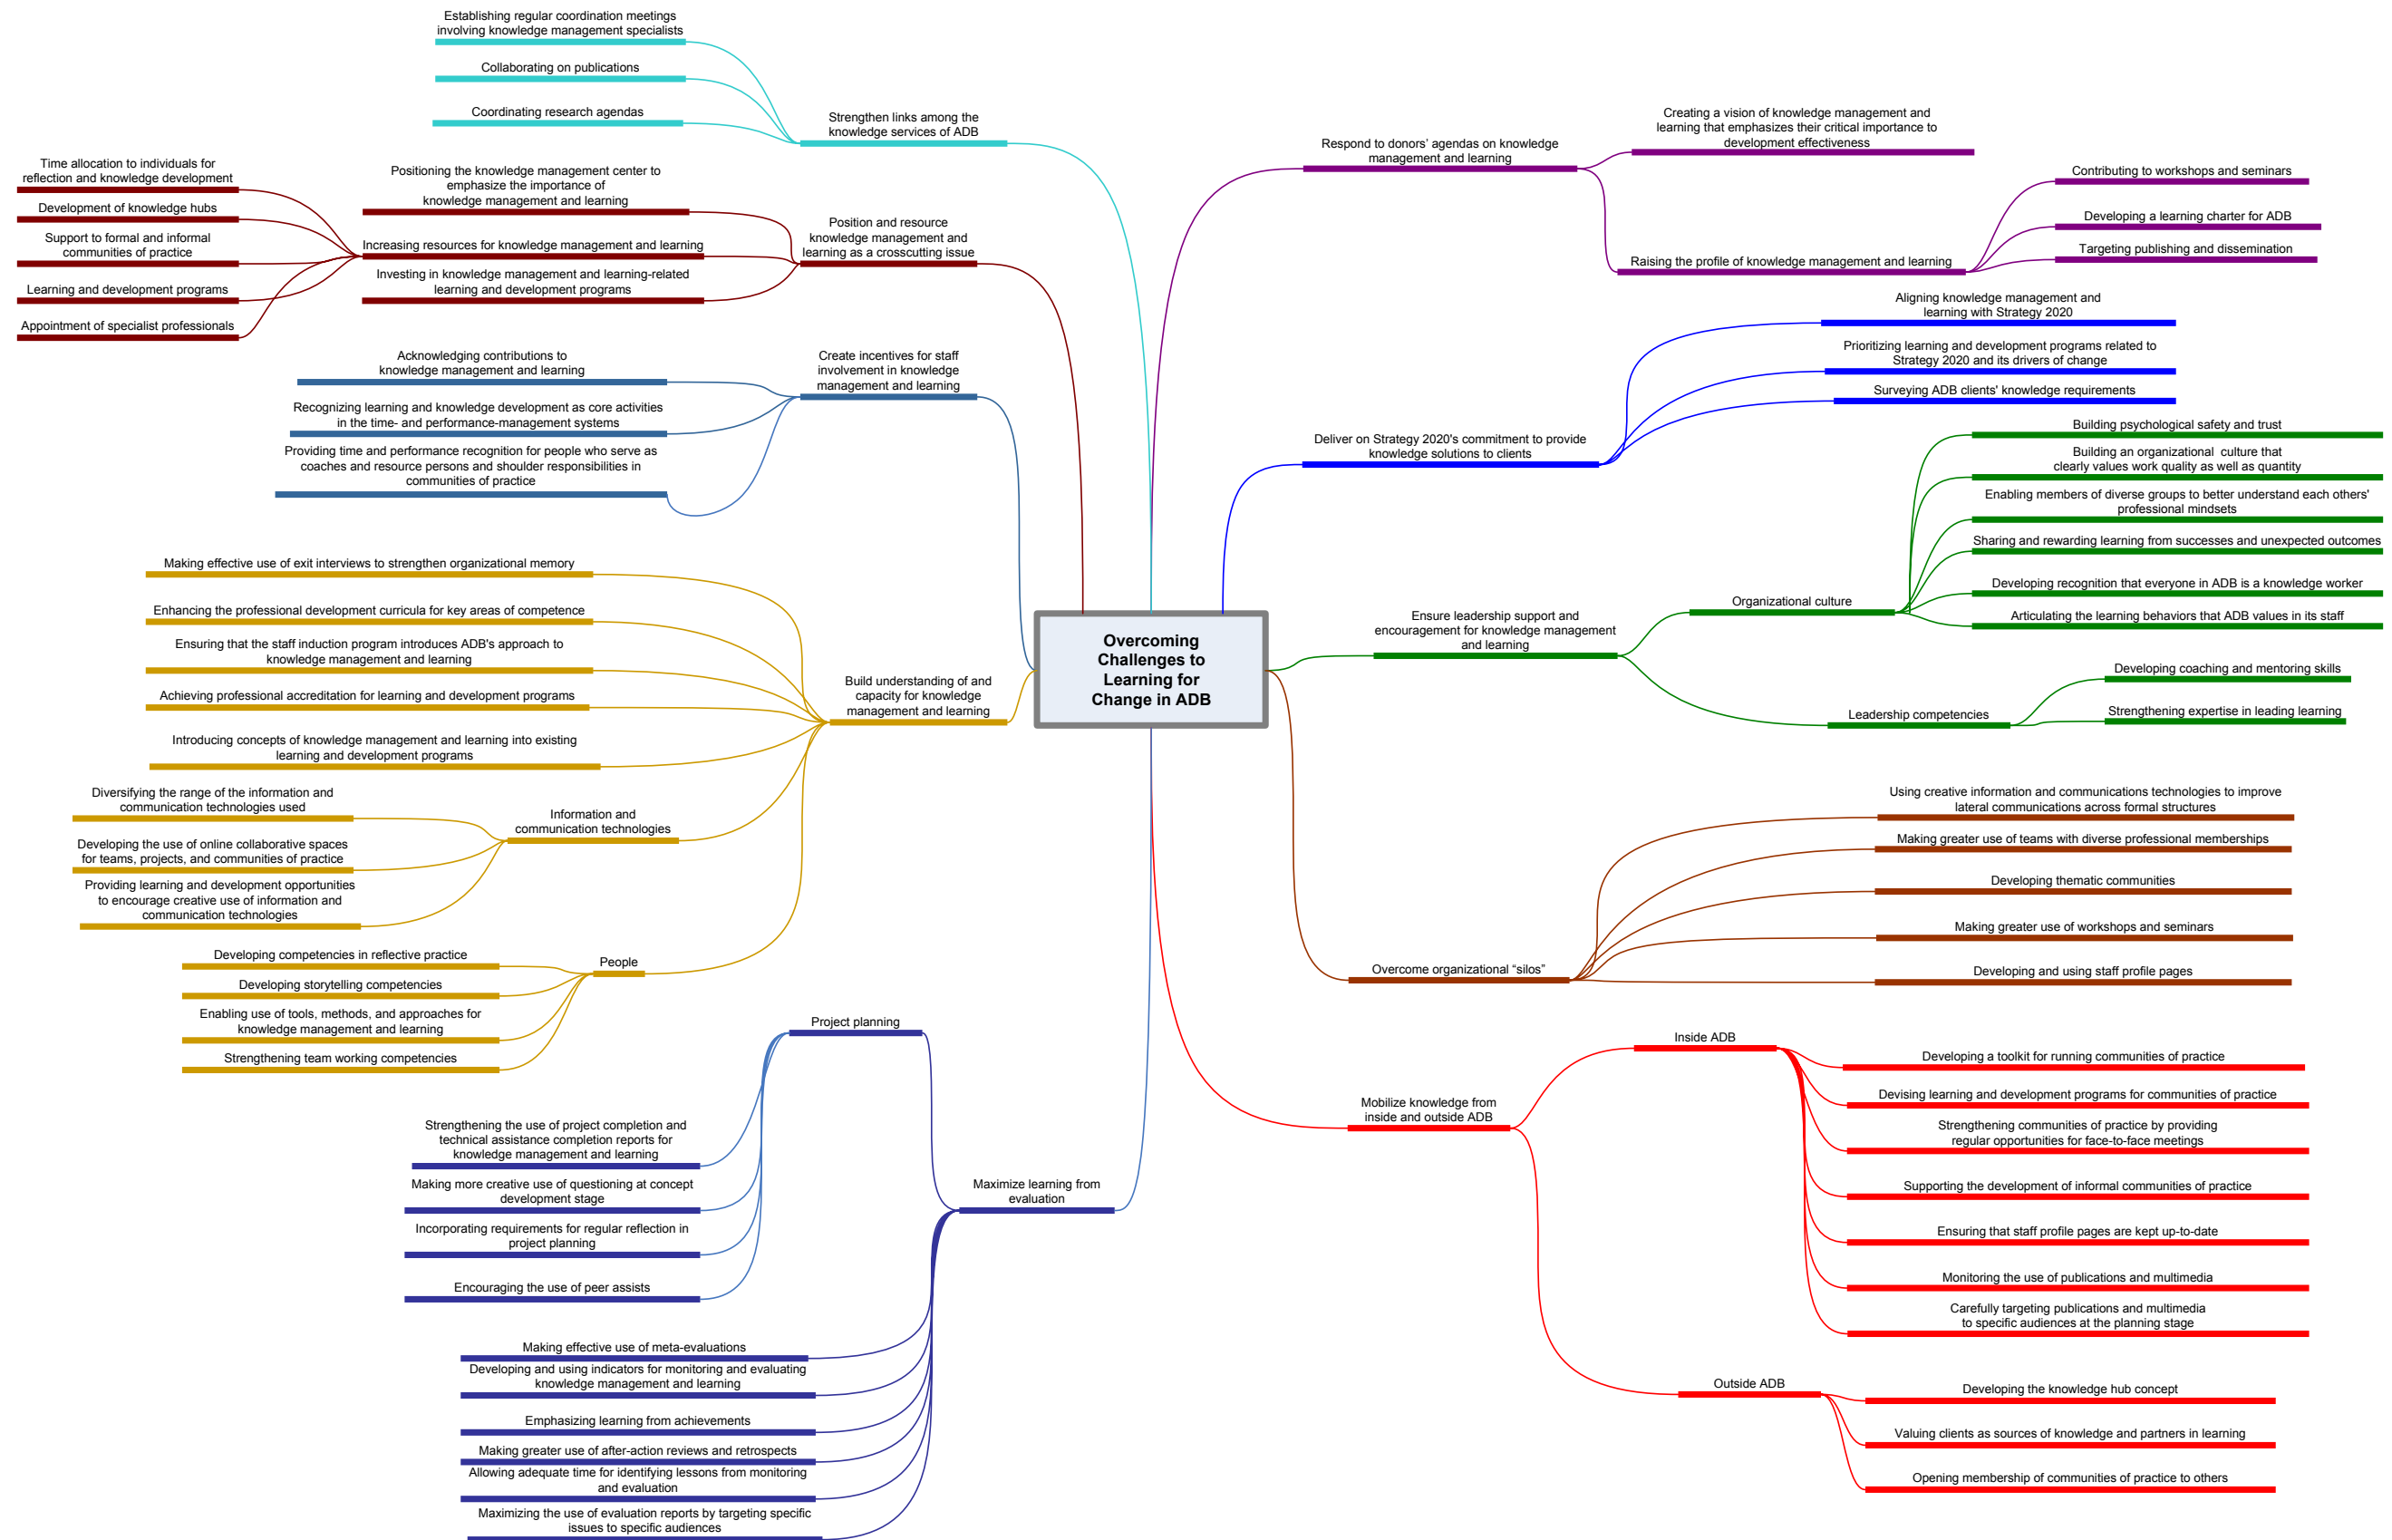 Establishing regular coordination meetings
involving knowledge management specialists
Collaborating on publications
Coordinating research agendas
Strengthen links among the
knowledge services of ADB
Time allocation to individuals for
reflection and knowledge development
Development of knowledge hubs
Support to formal and informal
communities of practice
Learning and development programs
Appointment of specialist professionals
Positioning the knowledge management center to
emphasize the importance of
knowledge management and learning
Increasing resources for knowledge management and learning
Investing in knowledge management and learning-related
learning and development programs
Position and resource
knowledge management and
learning as a crosscutting issue
Acknowledging contributions to
knowledge management and learning
Recognizing learning and knowledge development as core activities
in the time- and performance-management systems
Providing time and performance recognition for people who serve as
coaches and resource persons and shoulder responsibilities in
communities of practice
Create incentives for staff
involvement in knowledge
management and learning
Making effective use of exit interviews to strengthen organizational memory
Enhancing the professional development curricula for key areas of competence
Ensuring that the staff induction program introduces ADB's approach to
knowledge management and learning
Achieving professional accreditation for learning and development programs
Introducing concepts of knowledge management and learning into existing
learning and development programs
Build understanding of and
capacity for knowledge
management and learning
Diversifying the range of the information and
communication technologies used
Developing the use of online collaborative spaces
for teams, projects, and communities of practice
Providing learning and development opportunities
to encourage creative use of information and
communication technologies
Information and
communication technologies
Developing competencies in reflective practice
Developing storytelling competencies
Enabling use of tools, methods, and approaches for
knowledge management and learning
Strengthening team working competencies
People
Project planning
Strengthening the use of project completion and
technical assistance completion reports for
knowledge management and learning
Making more creative use of questioning at concept
development stage
Incorporating requirements for regular reflection in
project planning
Encouraging the use of peer assists
Maximize learning from
evaluation
Making effective use of meta-evaluations
Developing and using indicators for monitoring and evaluating
knowledge management and learning
Emphasizing learning from achievements
Making greater use of after-action reviews and retrospects
Allowing adequate time for identifying lessons from monitoring
and evaluation
Maximizing the use of evaluation reports by targeting specific
issues to specific audiences
Overcoming
Challenges to
Learning for
Change in ADB
Respond to donors' agendas on knowledge
management and learning
Creating a vision of knowledge management and
learning that emphasizes their critical importance to
development effectiveness
Raising the profile of knowledge management and learning
Contributing to workshops and seminars
Developing a learning charter for ADB
Targeting publishing and dissemination
Deliver on Strategy 2020's commitment to provide
knowledge solutions to clients
Aligning knowledge management and
learning with Strategy 2020
Prioritizing learning and development programs related to
Strategy 2020 and its drivers of change
Surveying ADB clients' knowledge requirements
Ensure leadership support and
encouragement for knowledge management
and learning
Organizational culture
Building psychological safety and trust
Building an organizational culture that
clearly values work quality as well as quantity
Enabling members of diverse groups to better understand each others'
professional mindsets
Sharing and rewarding learning from successes and unexpected outcomes
Developing recognition that everyone in ADB is a knowledge worker
Articulating the learning behaviors that ADB values in its staff
Leadership competencies
Developing coaching and mentoring skills
Strengthening expertise in leading learning
Overcome organizational “silos”
Using creative information and communications technologies to improve
lateral communications across formal structures
Making greater use of teams with diverse professional memberships
Developing thematic communities
Making greater use of workshops and seminars
Developing and using staff profile pages
Mobilize knowledge from
inside and outside ADB
Inside ADB
Developing a toolkit for running communities of practice
Devising learning and development programs for communities of practice
Strengthening communities of practice by providing
regular opportunities for face-to-face meetings
Supporting the development of informal communities of practice
Ensuring that staff profile pages are kept up-to-date
Monitoring the use of publications and multimedia
Carefully targeting publications and multimedia
to specific audiences at the planning stage
Outside ADB
Developing the knowledge hub concept
Valuing clients as sources of knowledge and partners in learning
Opening membership of communities of practice to others